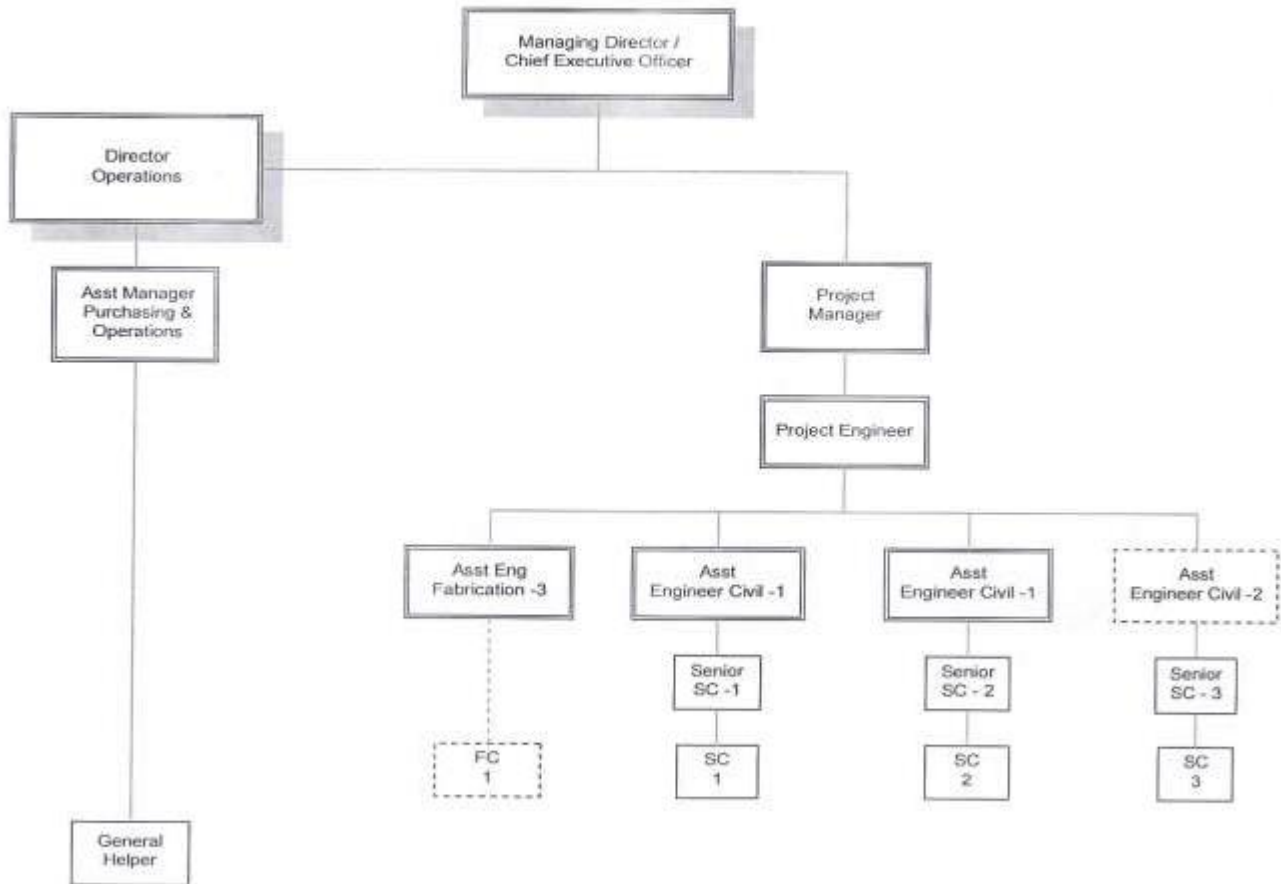 Managing Director /
Chief Executive Officer
Director
Operations
Asst Manager
Purchasing &
Operations
Project
Manager
Project Engineer
Asst Eng
Fabrication -3
Asst
Engineer Civil -1
Asst
Engineer Civil -1
Asst
Engineer Civil -2
Senior
SC -1
Senior
SC - 2
Senior
SC - 3
FC
1
SC
1
SC
2
SC
3
General
Helper